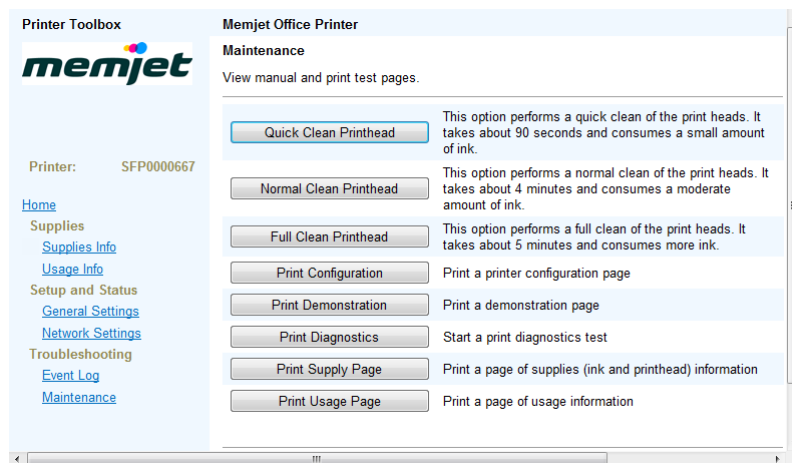 Printer Toolbox
memjet
Printer: SFP0000667
Home
Supplies
Supplies Info
Usage Info
Setup and Status
General Settings
Network Settings
Troubleshooting
Event Log
Maintenance
Memjet Office Printer
Maintenance
View manual and print test pages.
Quick Clean Printhead
This option performs a quick clean of the print heads. It
takes about 90 seconds and consumes a small amount
of ink.
Normal Clean Printhead
This option performs a normal clean of the print heads. It
takes about 4 minutes and consumes a moderate
amount of ink.
Full Clean Printhead
This option performs a full clean of the print heads. It
takes about 5 minutes and consumes more ink.
Print Configuration
Print a printer configuration page
Print Demonstration
Print a demonstration page
Print Diagnostics
Start a print diagnostics test
Print Supply Page
Print a page of supplies (ink and printhead) information
Print Usage Page
Print a page of usage information